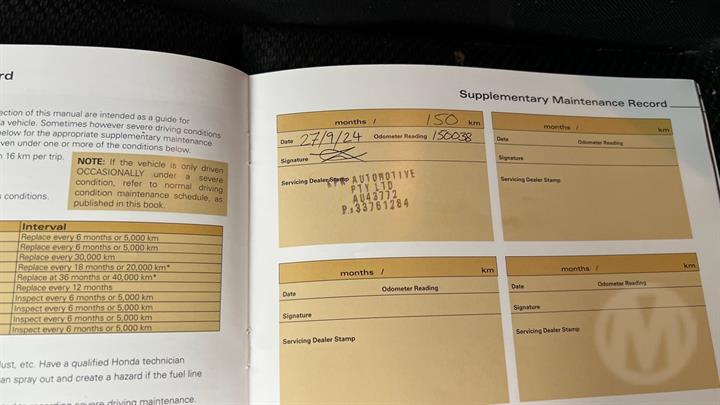 rd
ection of this manual are intended as a guide for
a vehicle. Sometimes however severe driving conditions
below for the appropriate supplementary maintenance
ven under one or more of the conditions below.
n 16 km per trip.
NOTE: If the vehicle is only driven
OCCASIONALLY under a severe
condition, refer to normal driving
condition maintenance schedule, as
published in this book.
s conditions.
Interval
Replace every 6 months or 5,000 km
Replace every 6 months or 5,000 km
Replace every 30,000 km
Replace every 18 months or 20,000 km*
Replace at 36 months or 40,000 km*
Replace every 12 months
Inspect every 6 months or 5,000 km
Inspect every 6 months or 5,000 km
Inspect every 6 months or 5,000 km
Inspect every 6 months or 5,000 km
dust, etc. Have a qualified Honda technician
an spray out and create a hazard if the fuel line
severe driving maintenance.
Supplementary Maintenance Record
months / 150 km
Date 27/9/24 Odometer Reading 150038
Signature
Servicing Dealer Stamp
AUTOMOTIVE
PTY LTD
AU43772
P:33761284
months / km
Date Odometer Reading
Signature
Servicing Dealer Stamp
months / km
Date Odometer Reading
Signature
Servicing Dealer Stamp
months / km
Date Odometer Reading
Signature
Servicing Dealer Stamp
M